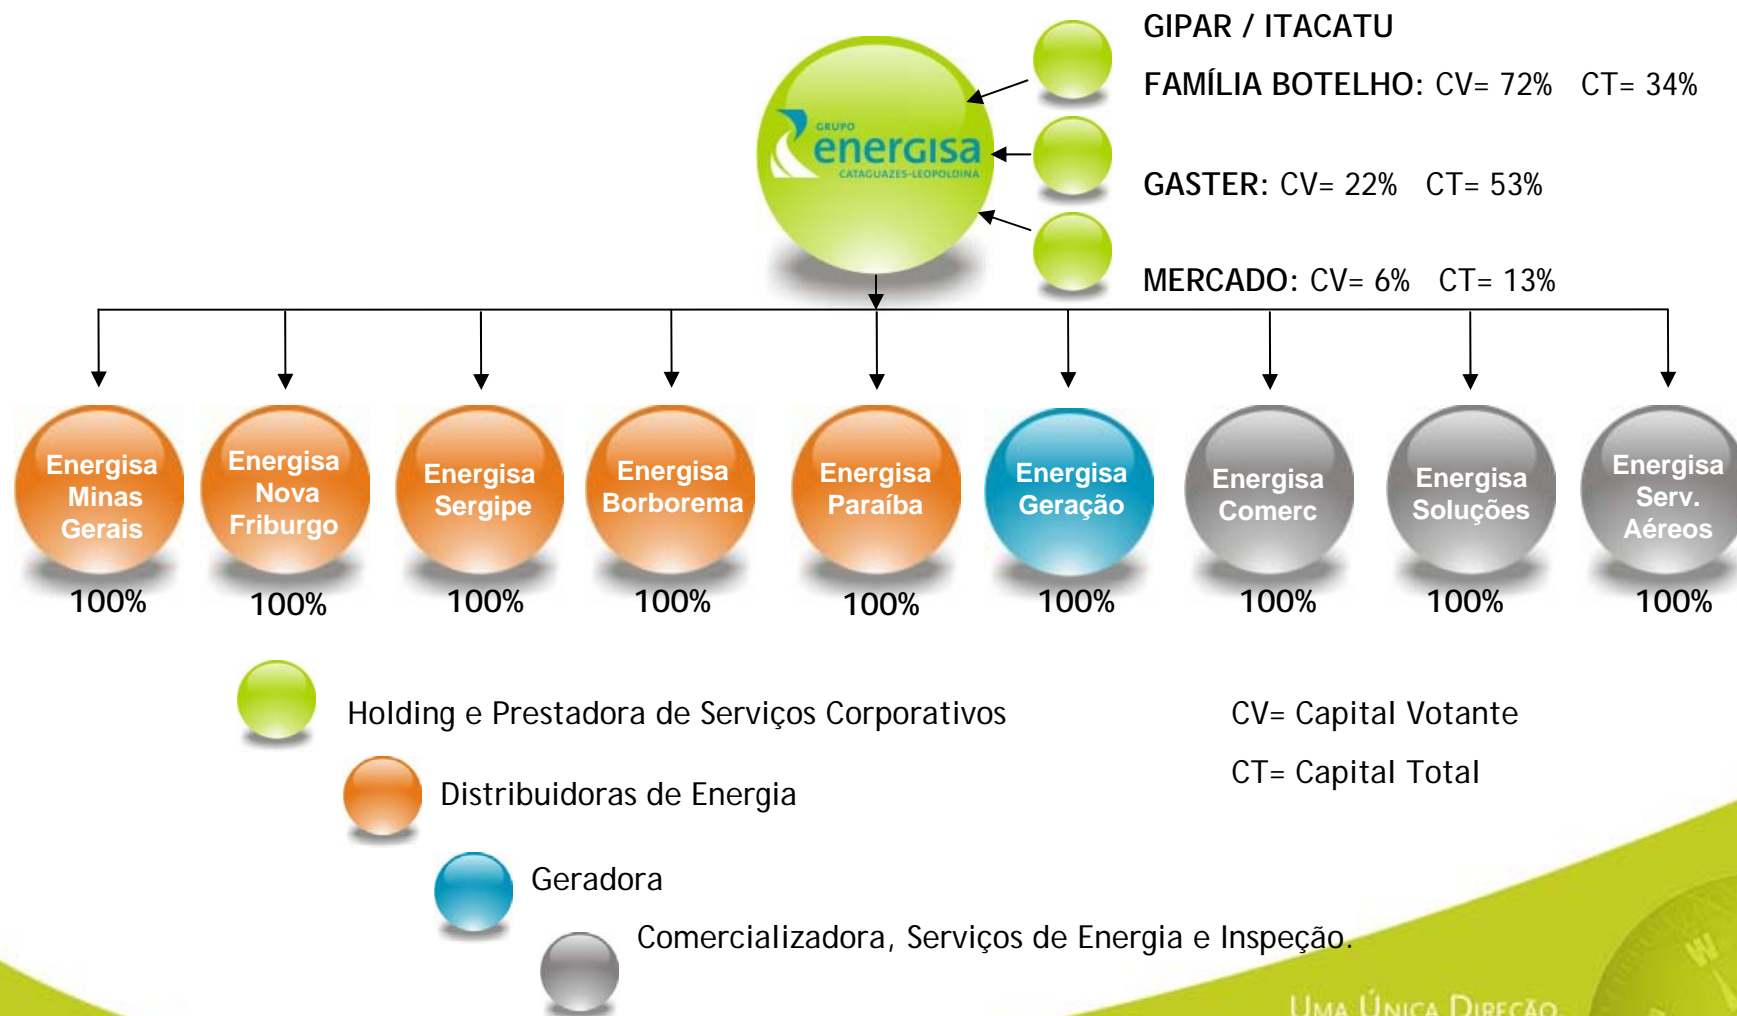 GIPAR / ITACATU
FAMÍLIA BOTELHO: CV= 72% CT= 34%
GRUPO
energisa
CATAGUAZES-LEOPOLDINA
GASTER: CV= 22% CT= 53%
MERCADO: CV= 6% CT= 13%
Energisa
Minas
Gerais
100%
Energisa
Nova
Friburgo
100%
Energisa
Sergipe
100%
Energisa
Borborema
100%
Energisa
Paraíba
100%
Energisa
Geração
100%
Energisa
Comerc
100%
Energisa
Soluções
100%
Energisa
Serv.
Aéreos
100%
Holding e Prestadora de Serviços Corporativos
CV= Capital Votante
CT= Capital Total
Distribuidoras de Energia
Geradora
Comercializadora, Serviços de Energia e Inspeção.
W
UMA ÚNICA DIREÇÃO